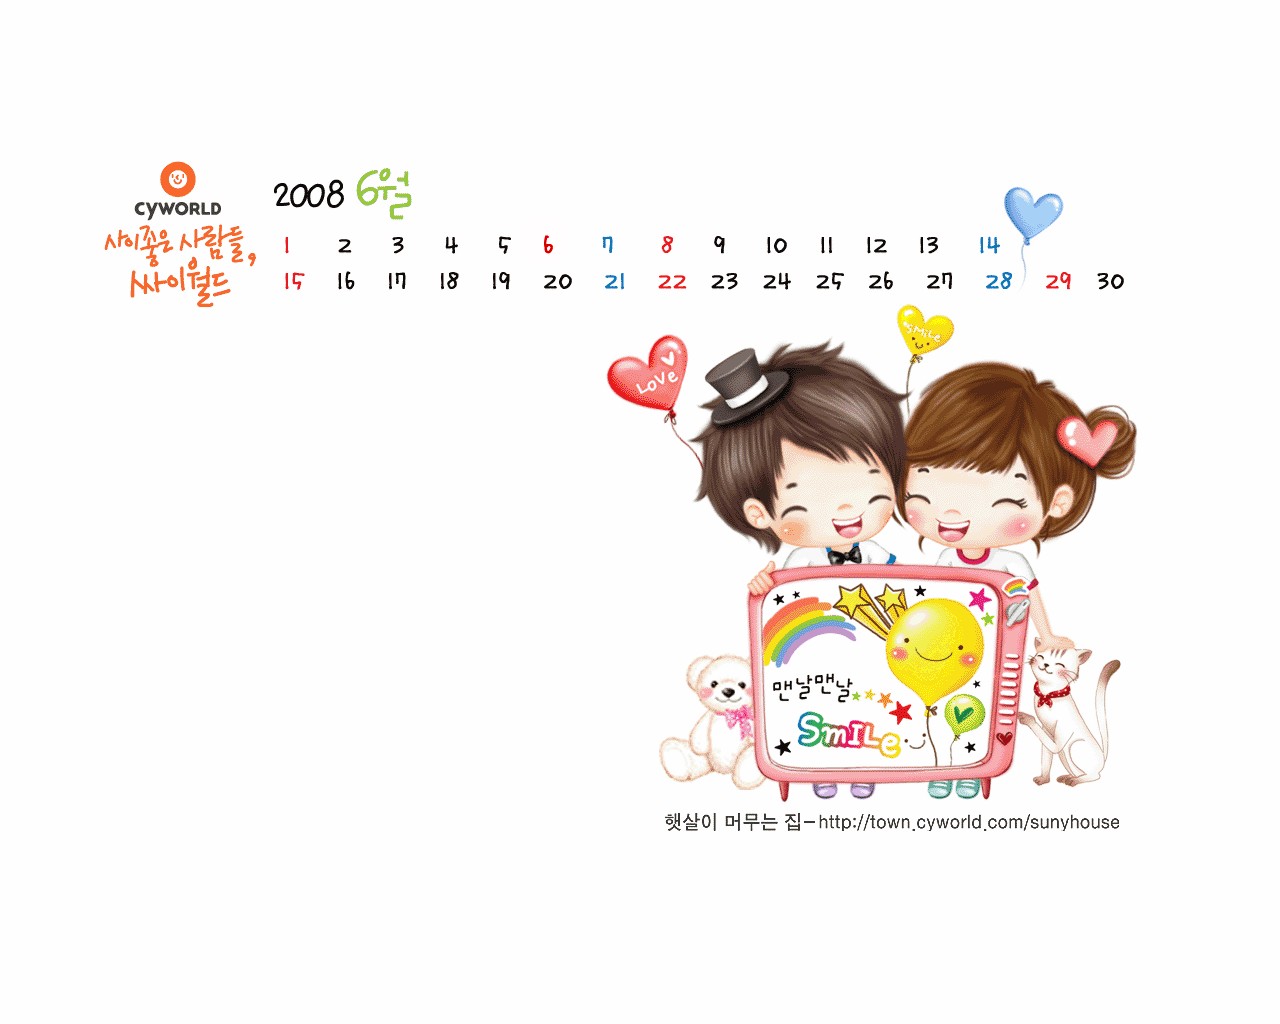 CYWORLD
사이좋은 사람들,
싸이월드
2008 6월
1 2 3 4 5 6 7 8 9 10 11 12 13 14
15 16 17 18 19 20 21 22 23 24 25 26 27 28 29 30
LOVE
SMILE
맨날맨날
SMILE
햇살이 머무는 집-http://town.cyworld.com/sunyhouse